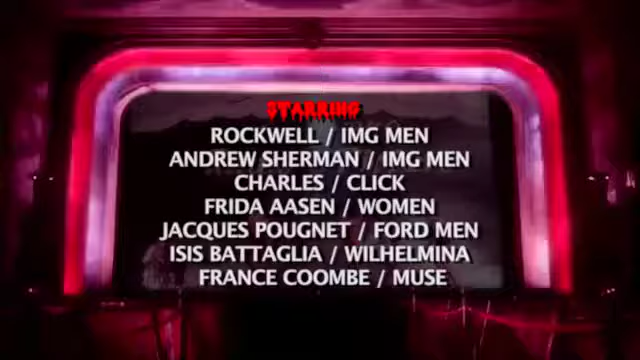 STARRING
ROCKWELL / IMG MEN
ANDREW SHERMAN / IMG MEN
CHARLES / CLICK
FRIDA AASEN / WOMEN
JACQUES POUGNET / FORD MEN
ISIS BATTAGLIA / WILHELMINA
FRANCE COOMBE / MUSE